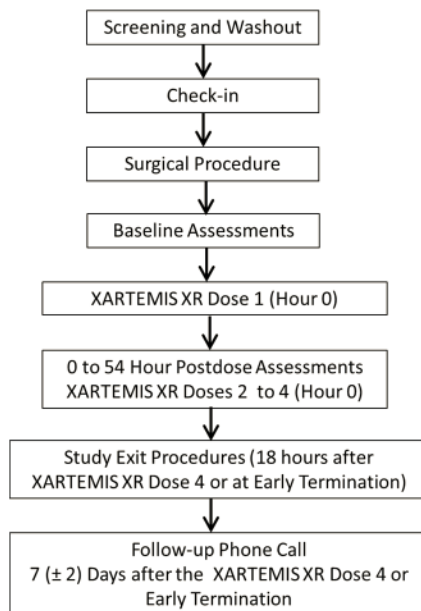 Screening and Washout
Check-in
Surgical Procedure
Baseline Assessments
XARTEMIS XR Dose 1 (Hour 0)
0 to 54 Hour Postdose Assessments
XARTEMIS XR Doses 2 to 4 (Hour 0)
Study Exit Procedures (18 hours after
XARTEMIS XR Dose 4 or at Early Termination)
Follow-up Phone Call
7 (± 2) Days after the XARTEMIS XR Dose 4 or
Early Termination